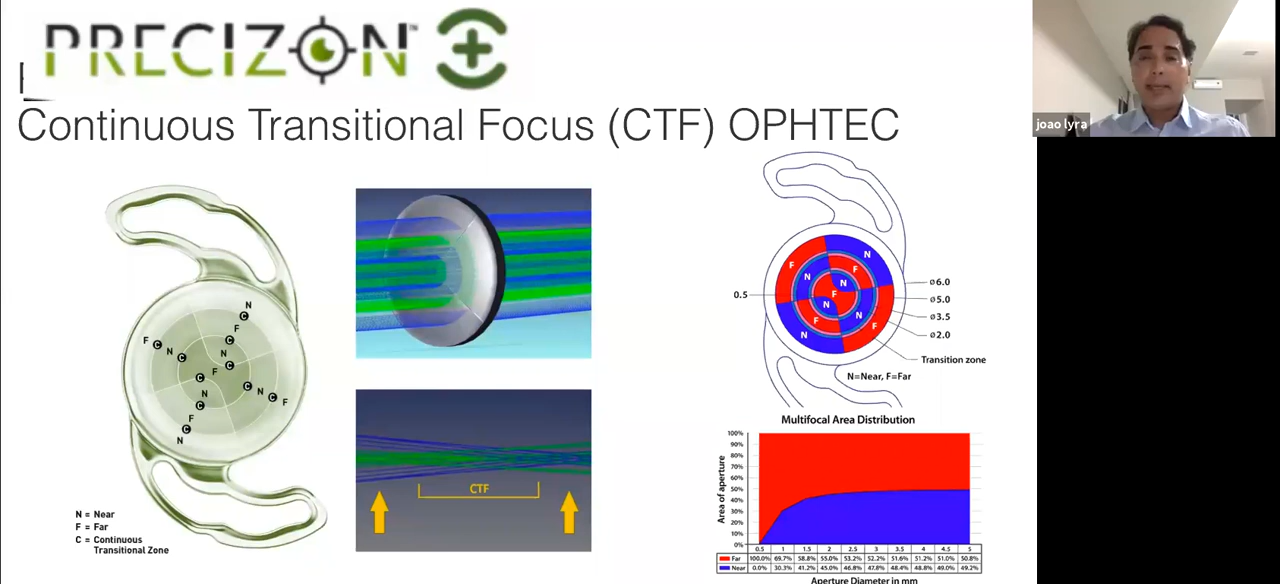 PRECIZON™
Continuous Transitional Focus (CTF) OPHTEC
joao lyra
N
F C N C F N C
C N F
C F C
N C N C F
C
F
C
N
N = Near
F = Far
C = Continuous
Transitional Zone
CTF
F N
N F
N
0.5 F
N
F N
N F
ø6.0
ø5.0
ø3.5
ø2.0
Transition zone
N=Near, F=Far
Multifocal Area Distribution
Area of aperture
100%
90%
80%
70%
60%
50%
40%
30%
20%
10%
0%
0.5 1 1.5 2 2.5 3 3.5 4 4.5 5
Far 100.0% 69.7% 58.8% 55.0% 53.2% 52.2% 51.6% 51.2% 51.0% 50.8%
Near 0.0% 30.3% 41.2% 45.0% 46.8% 47.8% 48.4% 48.8% 49.0% 49.2%
Aperture Diameter in mm